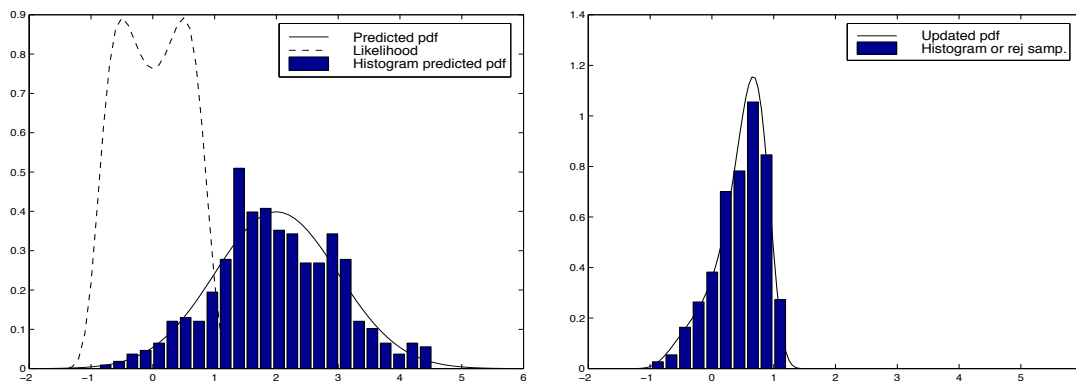 0.9
0.8
0.7
0.6
0.5
0.4
0.3
0.2
0.1
0
−2 −1 0 1 2 3 4 5 6
Predicted pdf
Likelihood
Histogram predicted pdf
1.4
1.2
1
0.8
0.6
0.4
0.2
0
−2 −1 0 1 2 3 4 5
Updated pdf
Histogram or rej samp.